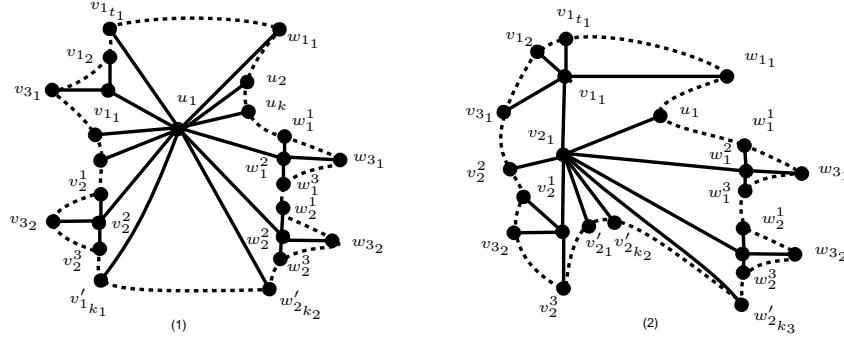 v_{1_{t_1}}
w_{1_1}
v_{1_2}
u_1
u_2
v_{3_1}
v_{1_1}
u_k
w_1^1
w_1^2
w_{3_1}
v_2^1
w_1^3
w_2^1
v_{3_2}
v_2^2
w_2^2
w_{3_2}
v_2^3
w_2^3
v'_{1_{k_1}}
w'_{2_{k_2}}
(1)
v_{1_{t_1}}
v_{1_2}
w_{1_1}
v_{1_1}
v_{3_1}
u_1
w_1^1
v_{2_1}
w_1^2
w_{3_1}
v_2^2
v_2^1
w_1^3
w_2^1
v_{3_2}
v'_{2_1}
v'_{2_{k_2}}
w_{3_2}
w_2^3
v_2^3
w'_{2_{k_3}}
(2)